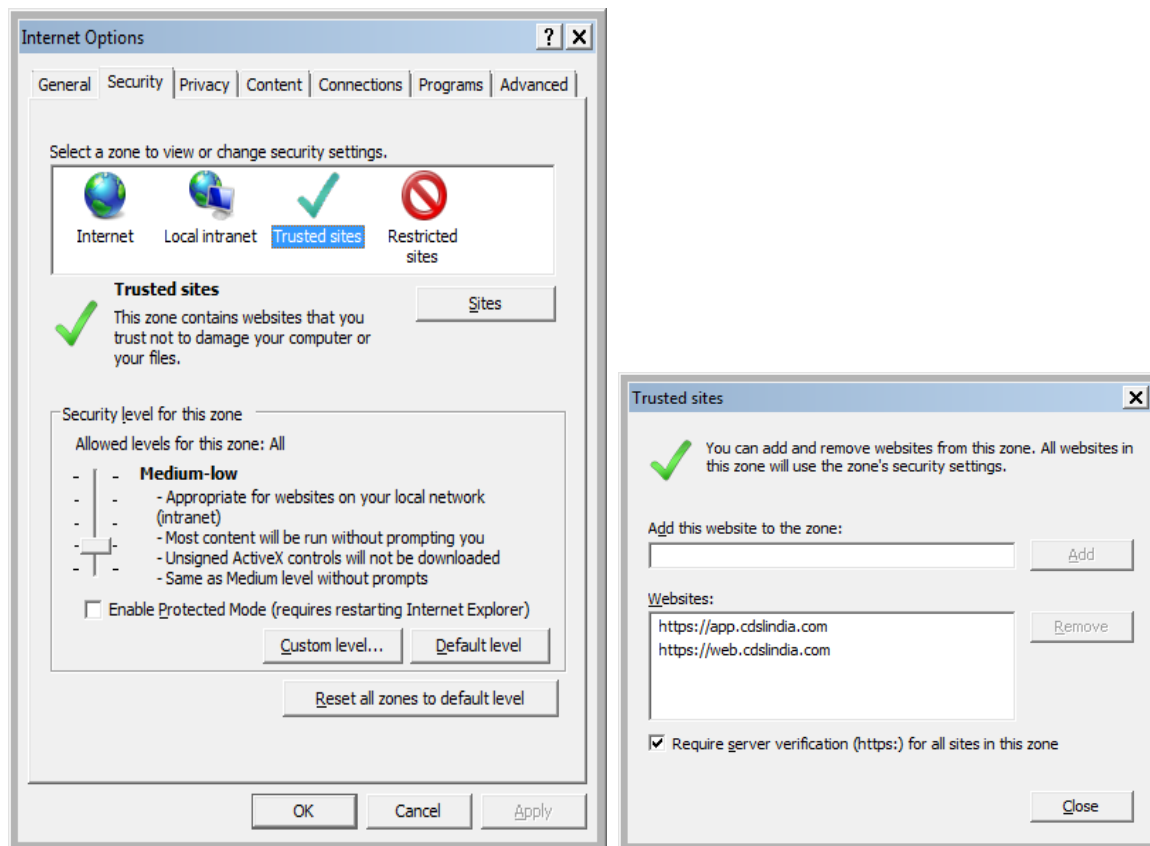 Internet Options
?
General Security Privacy Content Connections Programs Advanced
Select a zone to view or change security settings.
Internet Local intranet Trusted sites Restricted
sites
Trusted sites
Sites
This zone contains websites that you
trust not to damage your computer or
your files.
Security level for this zone
Allowed levels for this zone: All
Medium-low
- Appropriate for websites on your local network
(intranet)
- Most content will be run without prompting you
- Unsigned ActiveX controls will not be downloaded
- Same as Medium level without prompts
Enable Protected Mode (requires restarting Internet Explorer)
Custom level... Default level
Reset all zones to default level
OK Cancel Apply
Trusted sites
You can add and remove websites from this zone. All websites in
this zone will use the zone's security settings.
Add this website to the zone:
Add
Websites:
https://app.cdslindia.com
https://web.cdslindia.com
Remove
Require server verification (https:) for all sites in this zone
Close